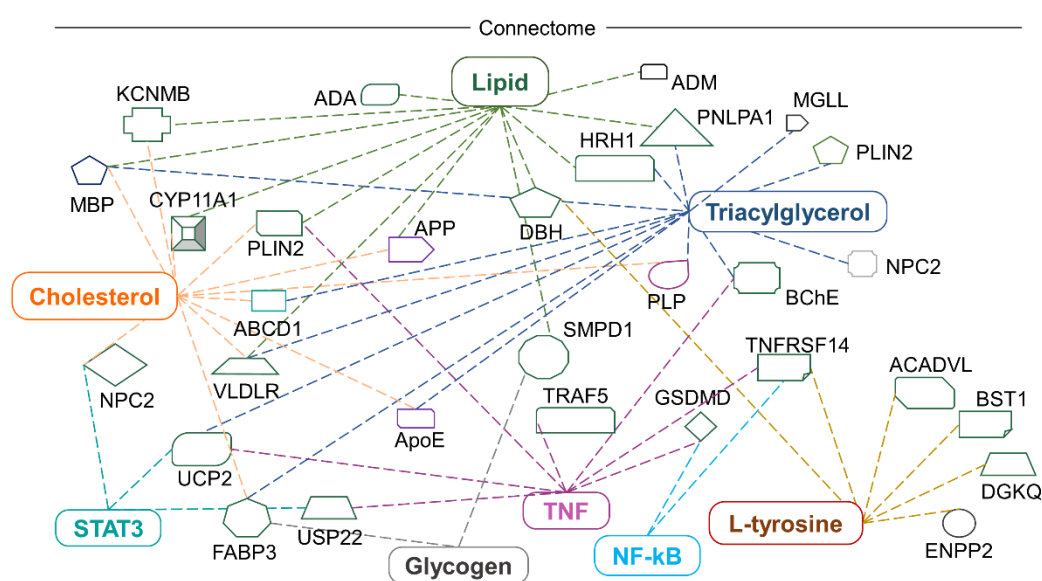 Connectome
Lipid
ADM
KCNMB
ADA
MGLL
PNLPA1
HRH1
PLIN2
MBP
CYP11A1
Triacylglycerol
PLIN2
APP
DBH
NPC2
Cholesterol
PLP
BChE
ABCD1
SMPD1
TNFRSF14
ACADVL
NPC2
VLDLR
TRAF5
GSDMD
BST1
ApoE
UCP2
DGKQ
STAT3
TNF
L-tyrosine
FABP3
USP22
NF-kB
ENPP2
Glycogen